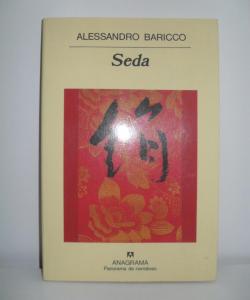 ALESSANDRO BARICCO
Seda
ANAGRAMA
Panorama de narrativas